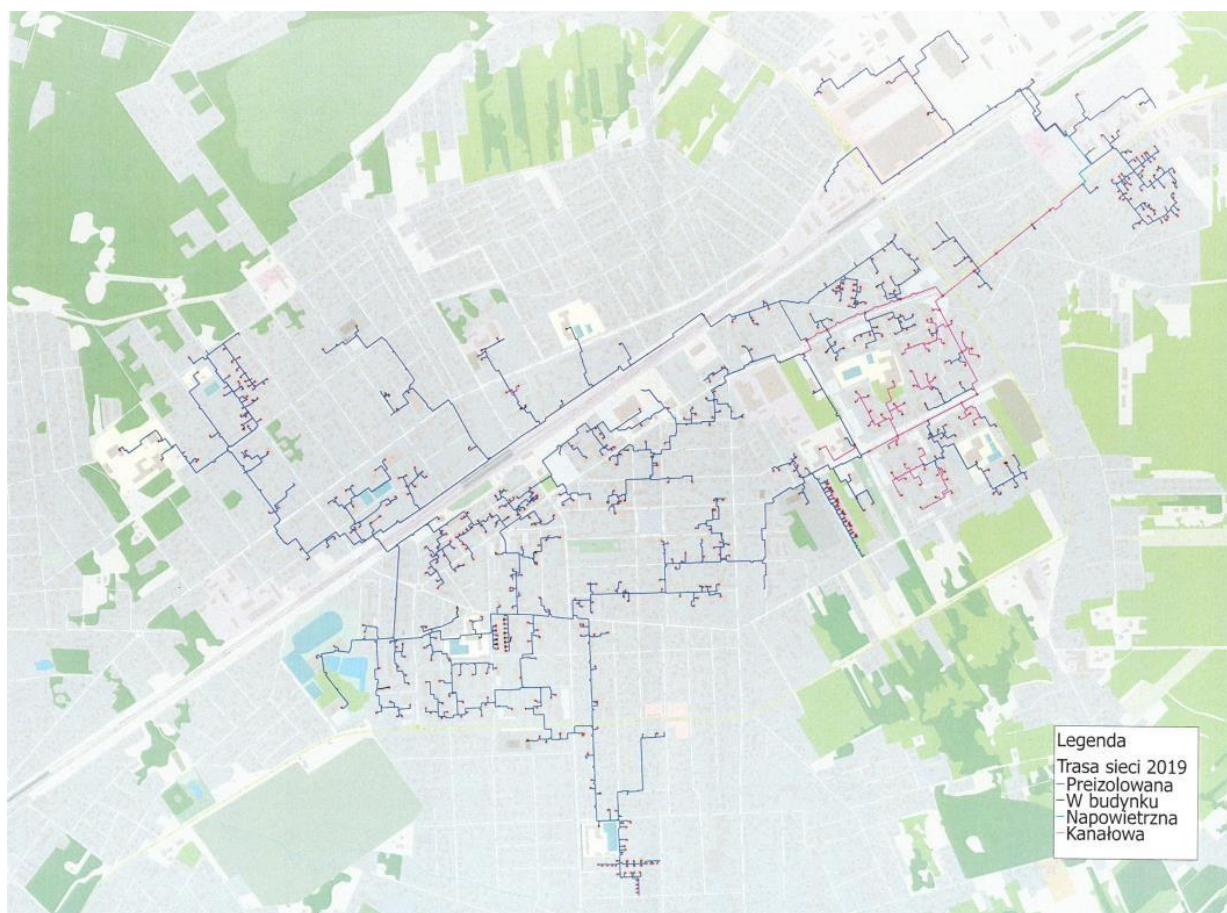 Legenda
Trasa sieci 2019
Preizolowana
W budynku
Napowietrzna
Kanałowa